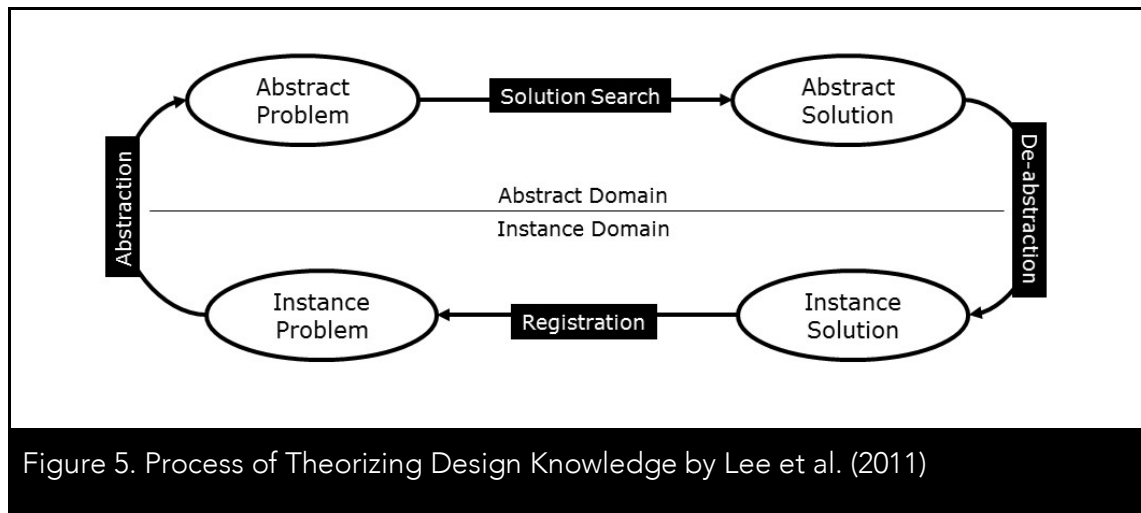 Abstract
Problem
Solution Search
Abstract
Solution
Abstraction
De-abstraction
Abstract Domain
Instance Domain
Instance
Problem
Registration
Instance
Solution
Figure 5. Process of Theorizing Design Knowledge by Lee et al. (2011)